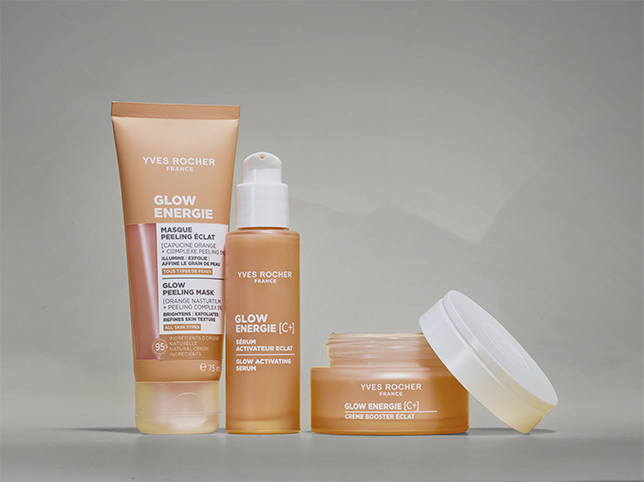 YVES ROCHER
FRANCE
GLOW
ENERGIE
MASQUE
PEELING ÉCLAT
[CAPUCINE ORANGE
+ COMPLEXE PEELING
ILLUMINE | EXFOLIE
AFFINE LE GRAIN DE PEAU
TOUS TYPES DE PEAUX
GLOW
PEELING MASK
[ORANGE NASTURTIUM
+ PEELING COMPLEX
BRIGHTENS | EXFOLIATES
REFINES SKIN TEXTURE
ALL SKIN TYPES
95%
INGRÉDIENTS D'ORIGINE
NATURELLE
NATURAL ORIGIN
INGREDIENTS
℮ 75 m
YVES ROCHER
FRANCE
GLOW
ENERGIE [C+]
SÉRUM
ACTIVATEUR ECLAT
GLOW ACTIVATING
SERUM
YVES ROCHER
FRANCE
GLOW ENERGIE [C+]
CRÈME BOOSTER ÉCLAT